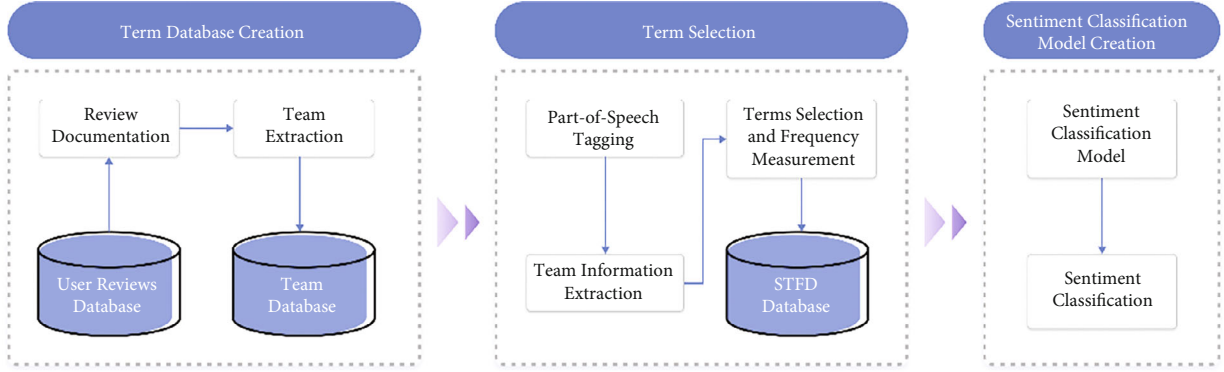 Term Database Creation
Review
Documentation
Team
Extraction
User Reviews
Database
Team
Database
Term Selection
Part-of-Speech
Tagging
Terms Selection
and Frequency
Measurement
Team Information
Extraction
STFD
Database
Sentiment Classification
Model Creation
Sentiment
Classification
Model
Sentiment
Classification